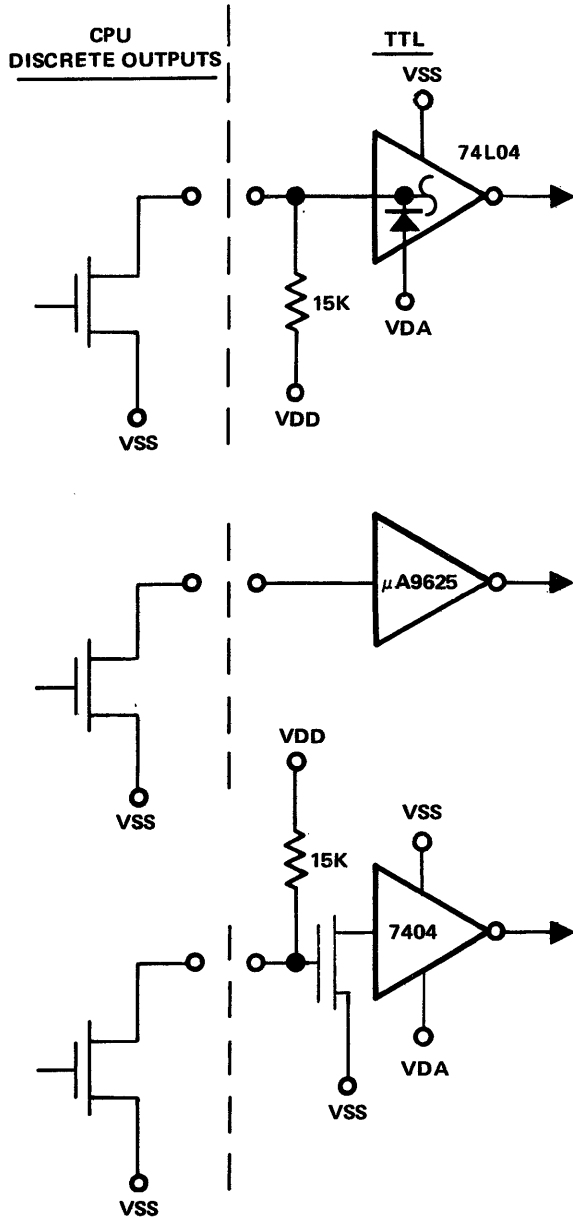 CPU
DISCRETE OUTPUTS
TTL
VSS
74L04
15K
VDA
VDD
VSS
µA9625
VSS
VDD
15K
VSS
7404
VDA
VSS
VSS